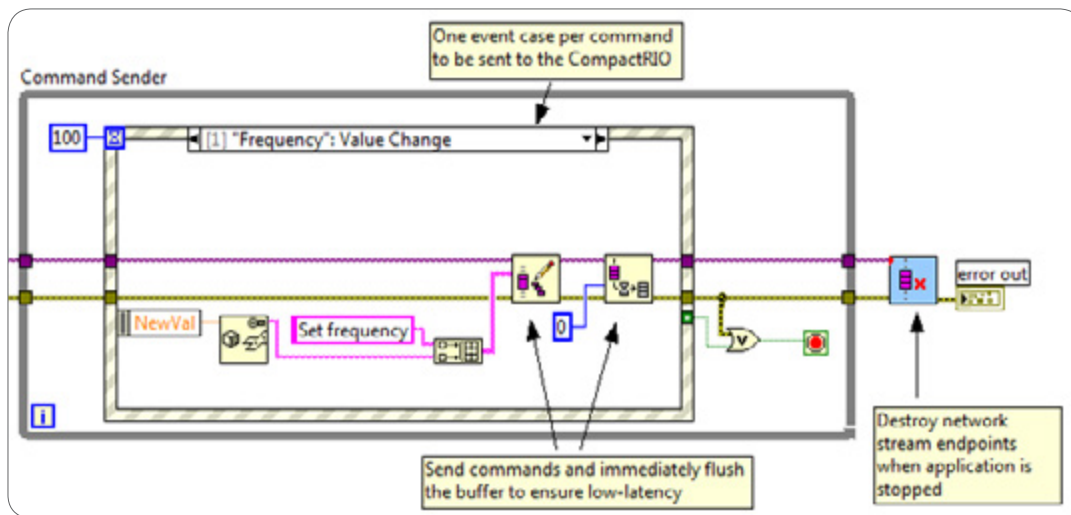 One event case per command
to be sent to the CompactRIO
Command Sender
100
[1] "Frequency": Value Change
error out
NewVal
Set frequency
0
i
Send commands and immediately flush
the buffer to ensure low-latency
Destroy network
stream endpoints
when application is
stopped